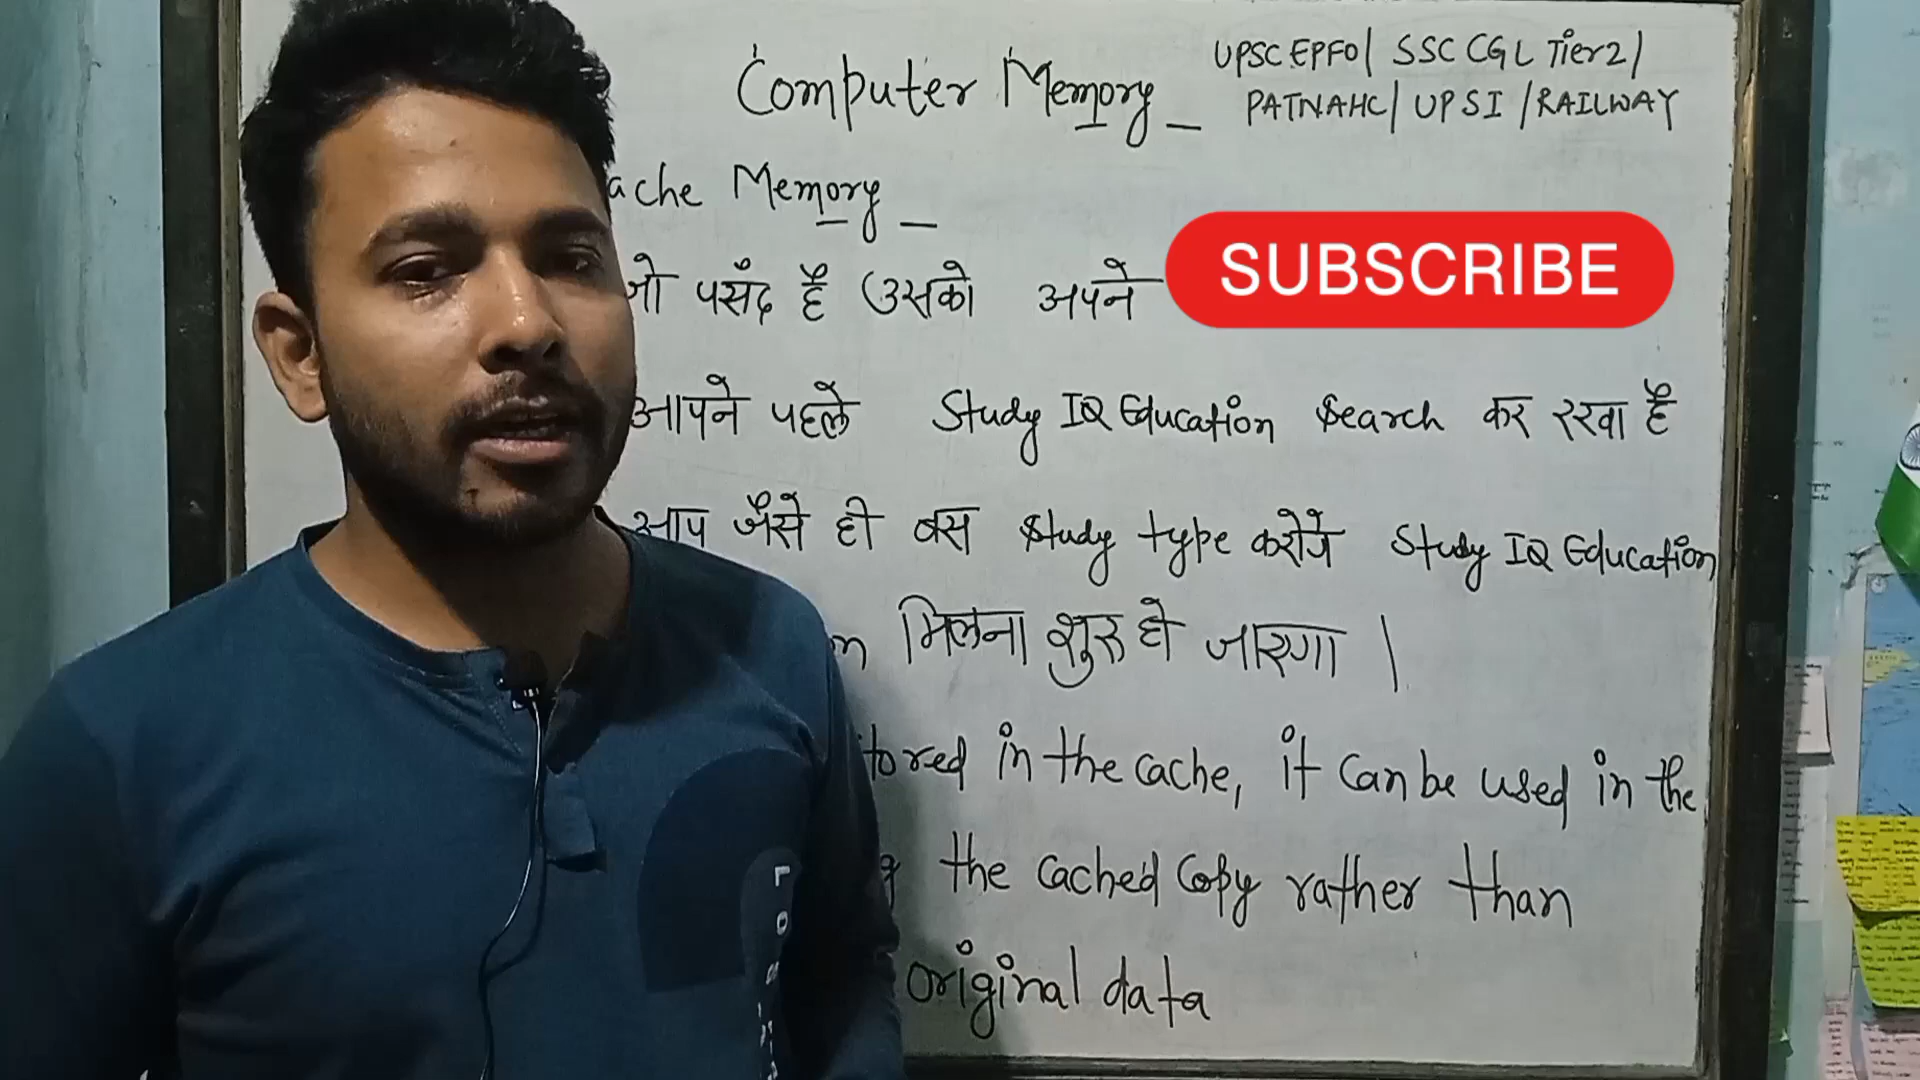 Computer Memory
UPSC EPFO/ SSC CGL Tier2/
PATNAHC/ UPSI /RAILWAY
ache Memory
जो पसंद है उसको अपने
SUBSCRIBE
आपने पहले Study IQ Education Search कर रखा है
आप जैसे ही बस Study type करोगे Study IQ Education
मिलना शुरू हो जाएगा ।
tored in the cache, it can be used in the
the cached copy rather than
original data
LOS